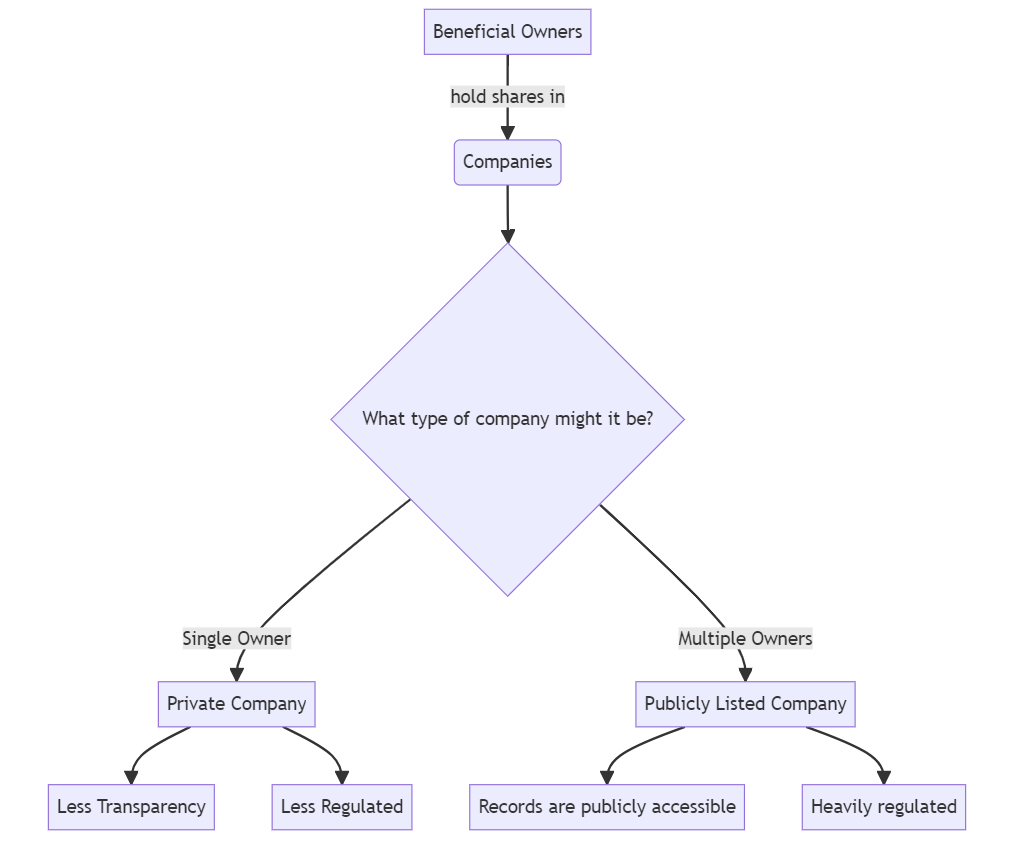 Beneficial Owners
hold shares in
Companies
What type of company might it be?
Single Owner
Multiple Owners
Private Company
Publicly Listed Company
Less Transparency
Less Regulated
Records are publicly accessible
Heavily regulated